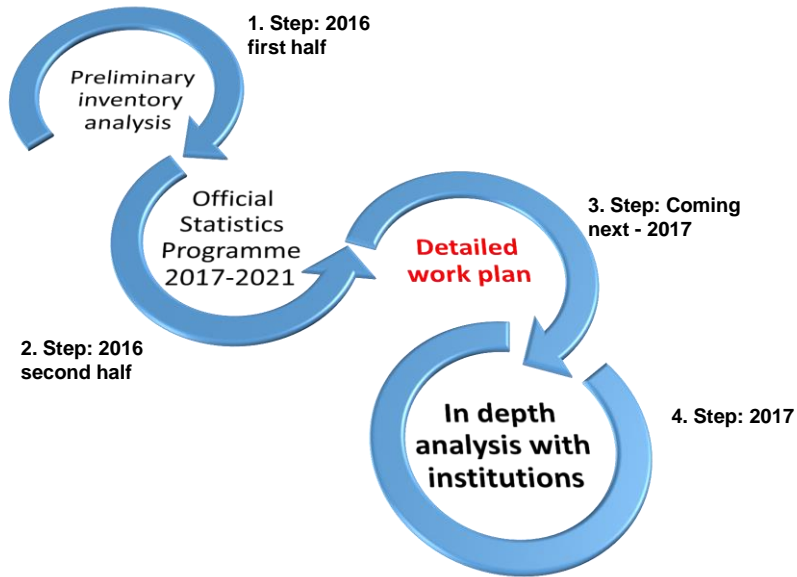 1. Step: 2016
first half
Preliminary
inventory
analysis
Official
Statistics
Programme
2017-2021
2. Step: 2016
second half
3. Step: Coming
next - 2017
Detailed
work plan
4. Step: 2017
In depth
analysis with
institutions